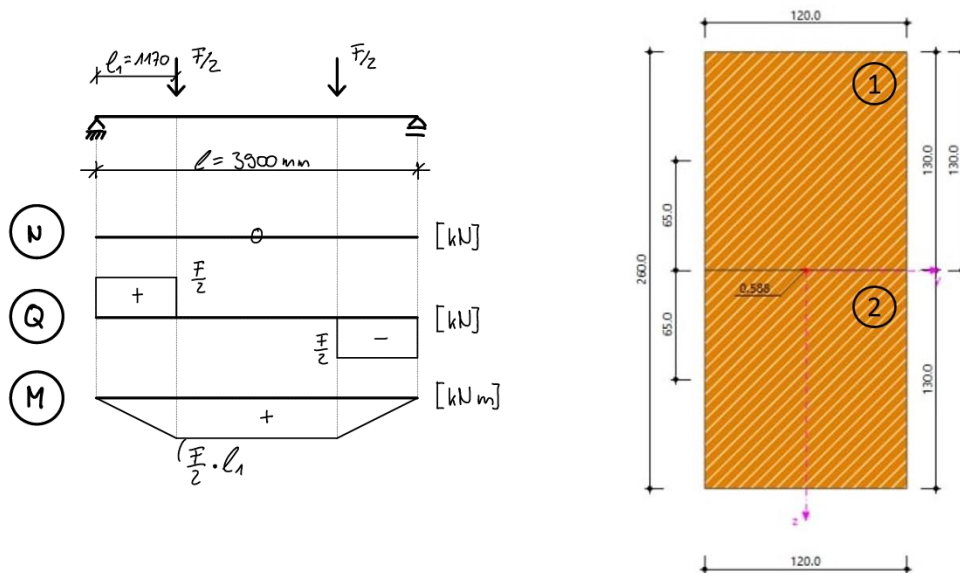 l₁=1170
F/2
F/2
l = 3900 mm
N
0
[kN]
F/2
+
Q
[kN]
F/2
−
M
[kNm]
+
F/2 · l₁
120.0
1
130.0
130.0
65.0
260.0
0.588
2
65.0
130.0
z
120.0